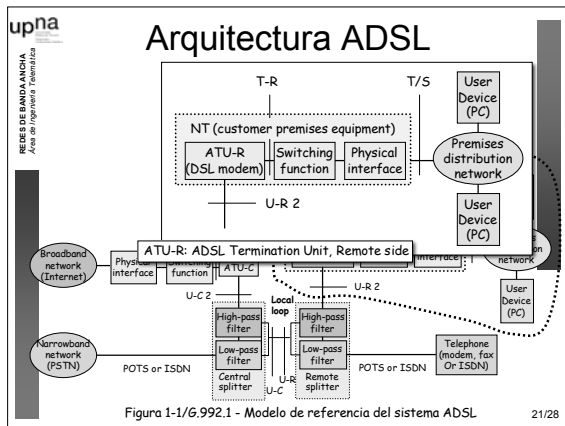 upna
REDES DE BANDA ANCHA
Área de Ingeniería Telemática
Arquitectura ADSL
T-R
T/S
User
Device
(PC)
NT (customer premises equipment)
ATU-R
(DSL modem)
Switching
function
Physical
interface
Premises
distribution
network
U-R 2
User
Device
(PC)
ATU-R: ADSL Termination Unit, Remote side
Broadband
network
(Internet)
Physical
interface
Switching
function
ATU-C
interface
network
U-C 2
U-R 2
User
Device
(PC)
Local
loop
High-pass
filter
High-pass
filter
Narrowband
network
(PSTN)
Low-pass
filter
Low-pass
filter
Telephone
(modem, fax
Or ISDN)
POTS or ISDN
Central
splitter
U-C
U-R
Remote
splitter
POTS or ISDN
Figura 1-1/G.992.1 - Modelo de referencia del sistema ADSL
21/28